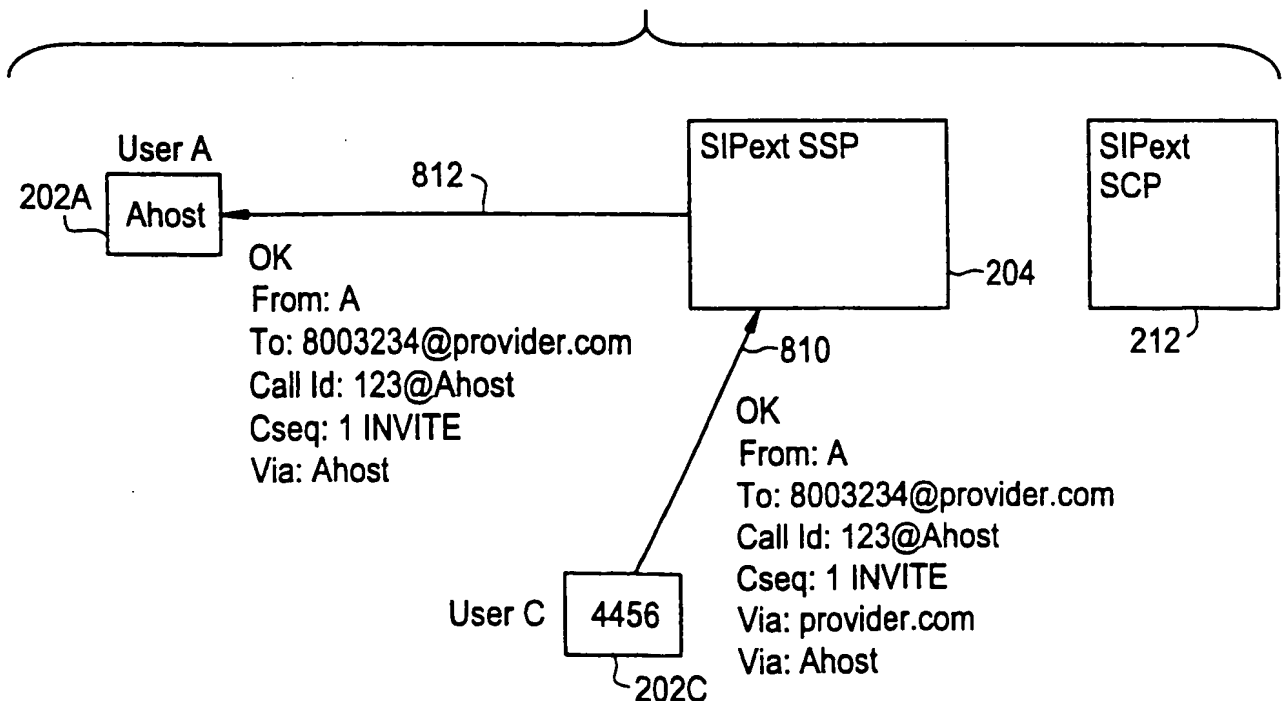 User A
202A
Ahost
812
SIPext SSP
204
SIPext
SCP
212
OK
From: A
To: 8003234@provider.com
Call Id: 123@Ahost
Cseq: 1 INVITE
Via: Ahost
810
OK
From: A
To: 8003234@provider.com
Call Id: 123@Ahost
Cseq: 1 INVITE
Via: provider.com
Via: Ahost
User C
4456
202C